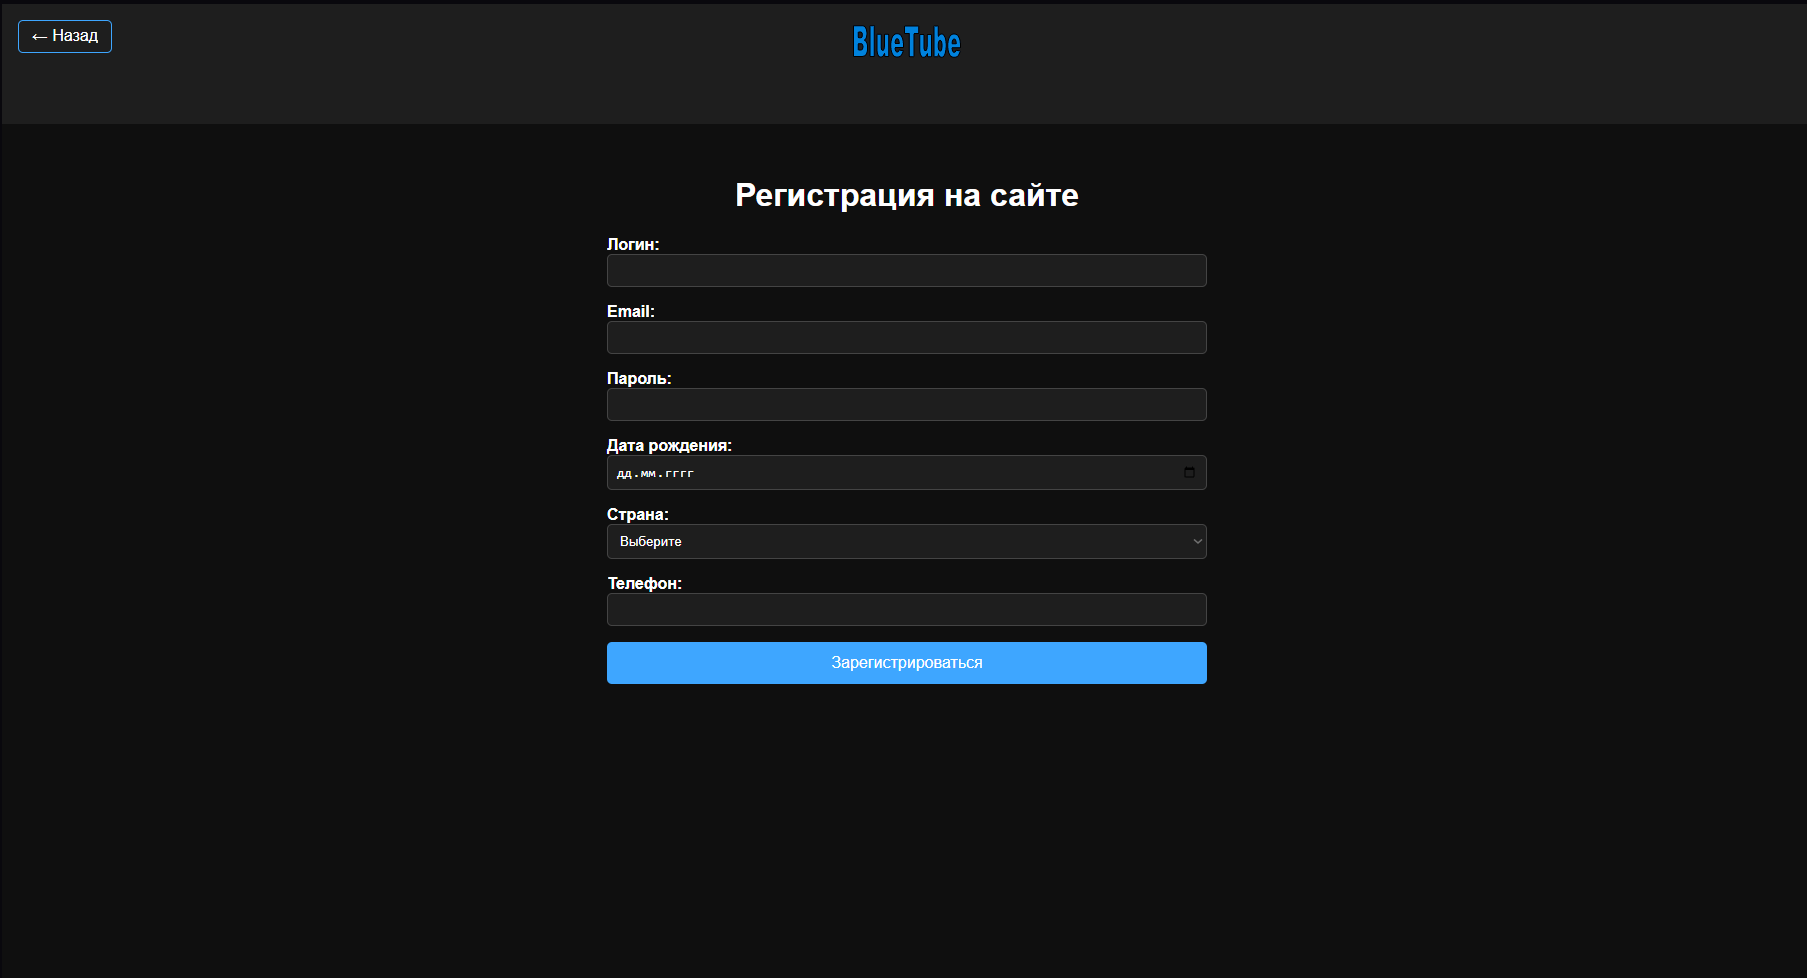 ← Назад
BlueTube
Регистрация на сайте
Логин:
Email:
Пароль:
Дата рождения:
дд.мм.гггг
Страна:
Выберите
Телефон:
Зарегистрироваться